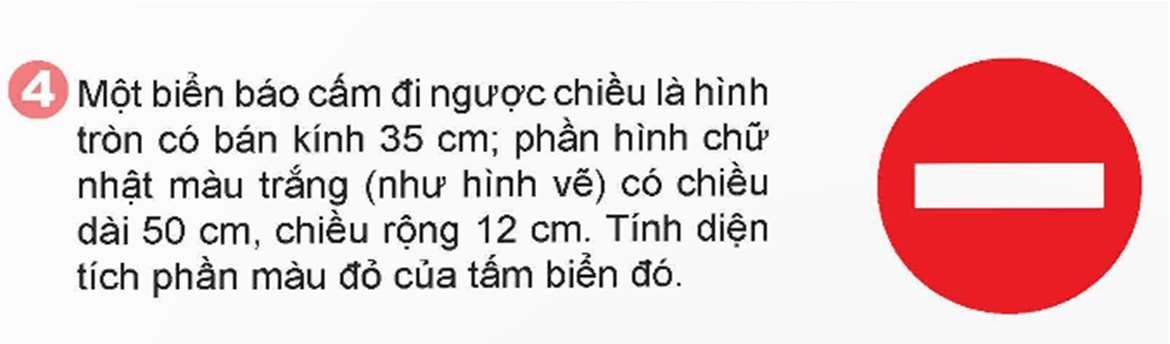 4 Một biển báo cấm đi ngược chiều là hình
tròn có bán kính 35 cm; phần hình chữ
nhật màu trắng (như hình vẽ) có chiều
dài 50 cm, chiều rộng 12 cm. Tính diện
tích phần màu đỏ của tấm biển đó.